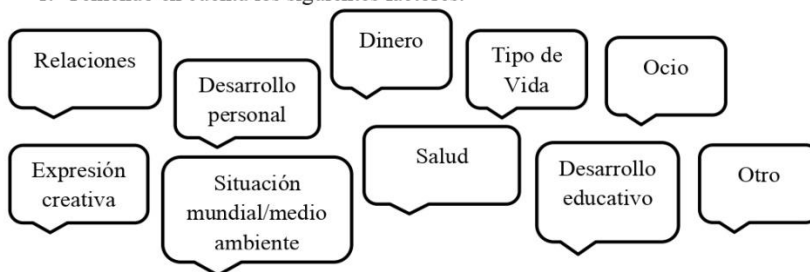 Relaciones
Desarrollo
personal
Dinero
Tipo de
Vida
Ocio
Expresión
creativa
Situación
mundial/medio
ambiente
Salud
Desarrollo
educativo
Otro